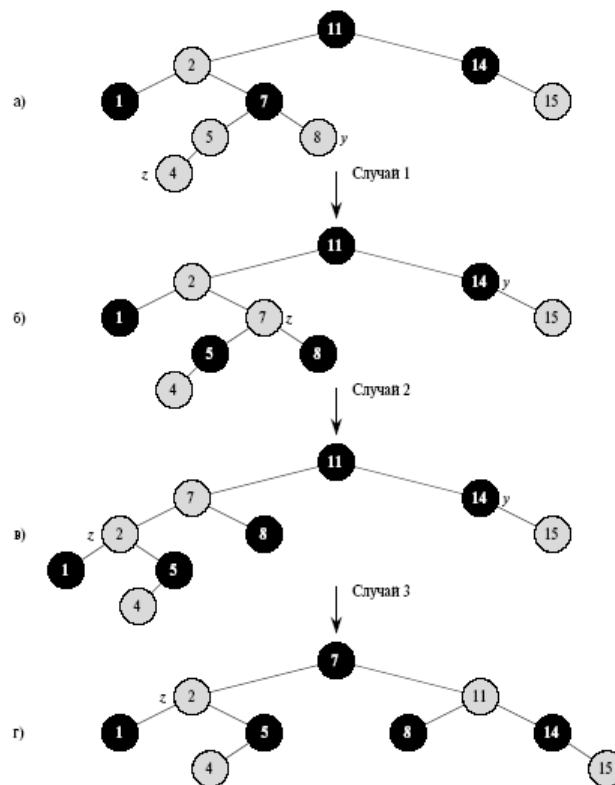 11
2 14
а) 1 7 15
5 8 y
z 4
Случай 1
11
2 14 y
б) 1 7 z 15
5 8
4
Случай 2
11
7 14 y
в) z 2 8 15
1 5
4
Случай 3
7
z 2 11
г) 1 5 8 14
4 15